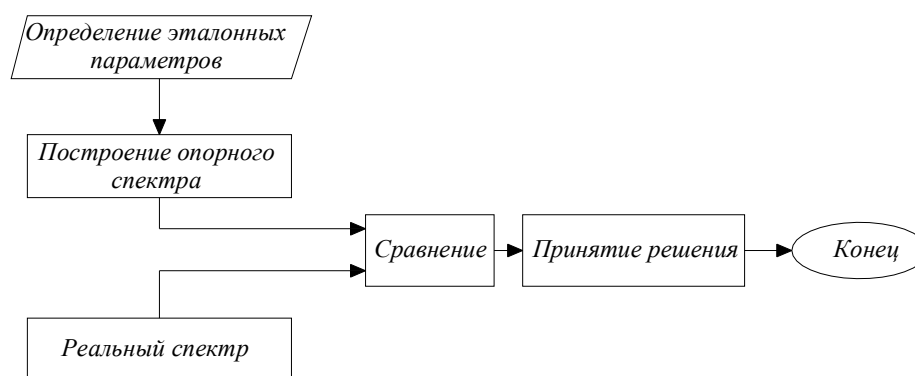 Определение эталонных
параметров
Построение опорного
спектра
Сравнение
Принятие решения
Конец
Реальный спектр